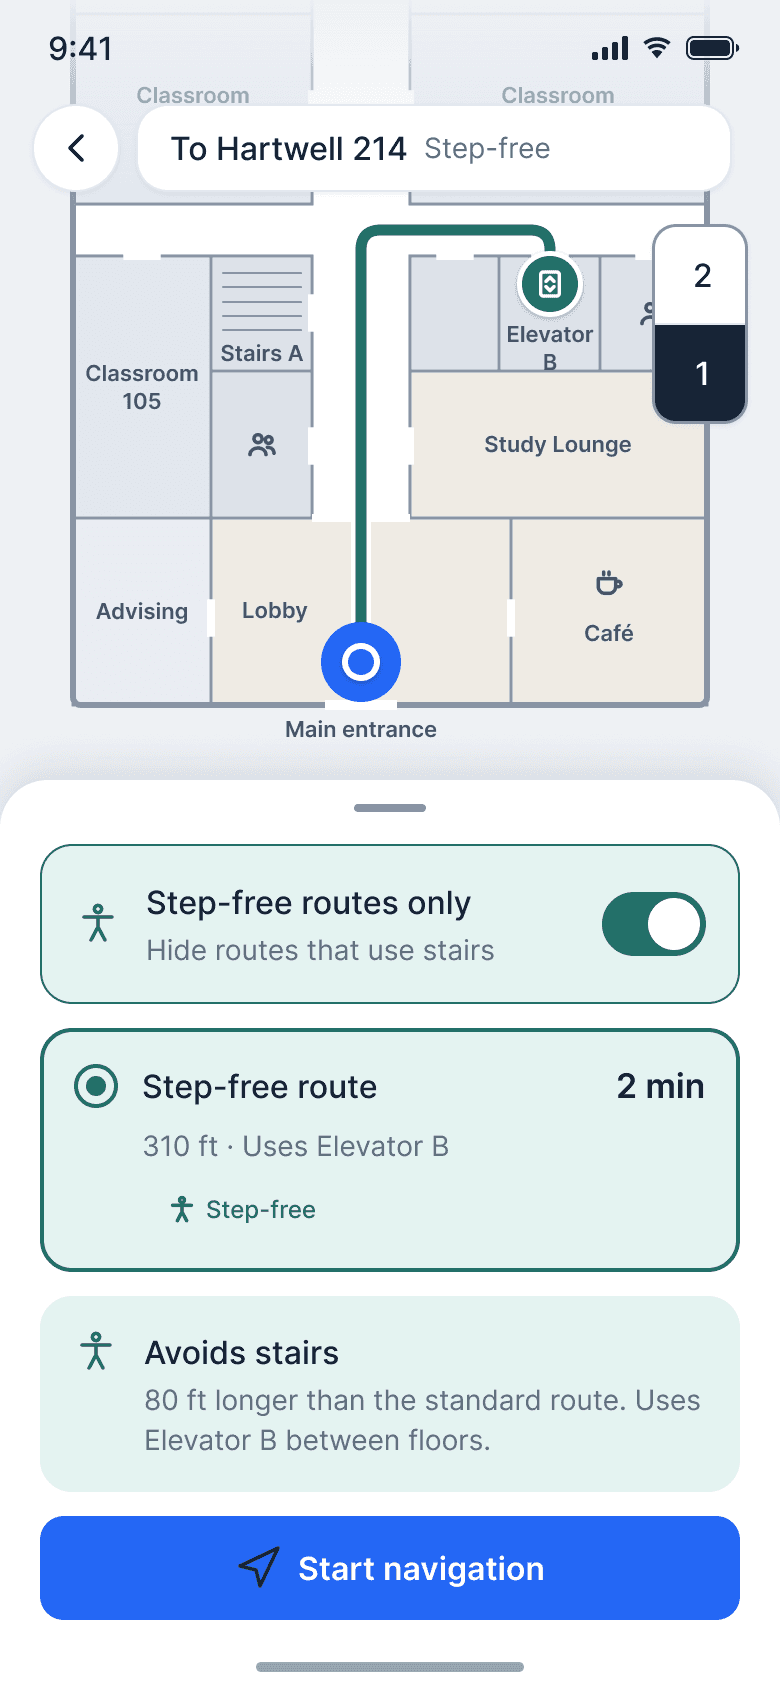 9:41
Classroom
Classroom
To Hartwell 214 Step-free
2
1
Stairs A
Elevator
B
Classroom
105
Study Lounge
Advising
Lobby
Café
Main entrance
Step-free routes only
Hide routes that use stairs
Step-free route
2 min
310 ft · Uses Elevator B
Step-free
Avoids stairs
80 ft longer than the standard route. Uses
Elevator B between floors.
Start navigation